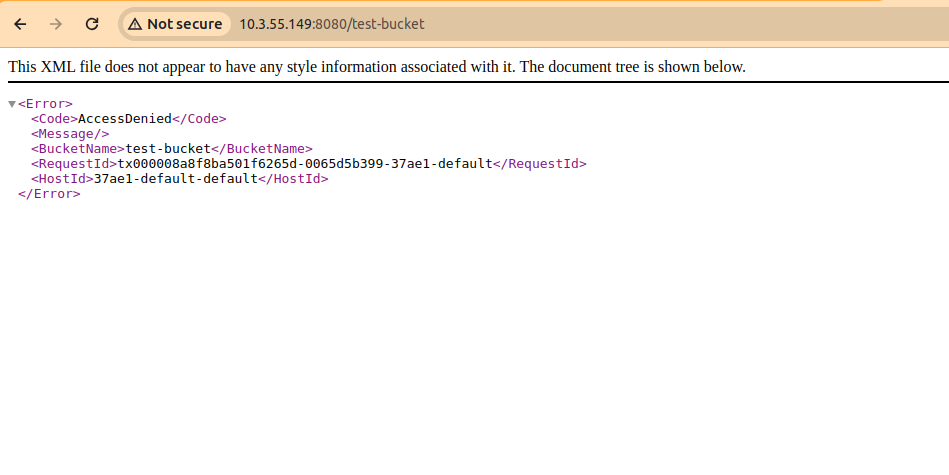 Not secure 10.3.55.149:8080/test-bucket
This XML file does not appear to have any style information associated with it. The document tree is shown below.
▼<Error>
<Code>AccessDenied</Code>
<Message/>
<BucketName>test-bucket</BucketName>
<RequestId>tx000008a8f8ba501f6265d-0065d5b399-37ae1-default</RequestId>
<HostId>37ae1-default-default</HostId>
</Error>